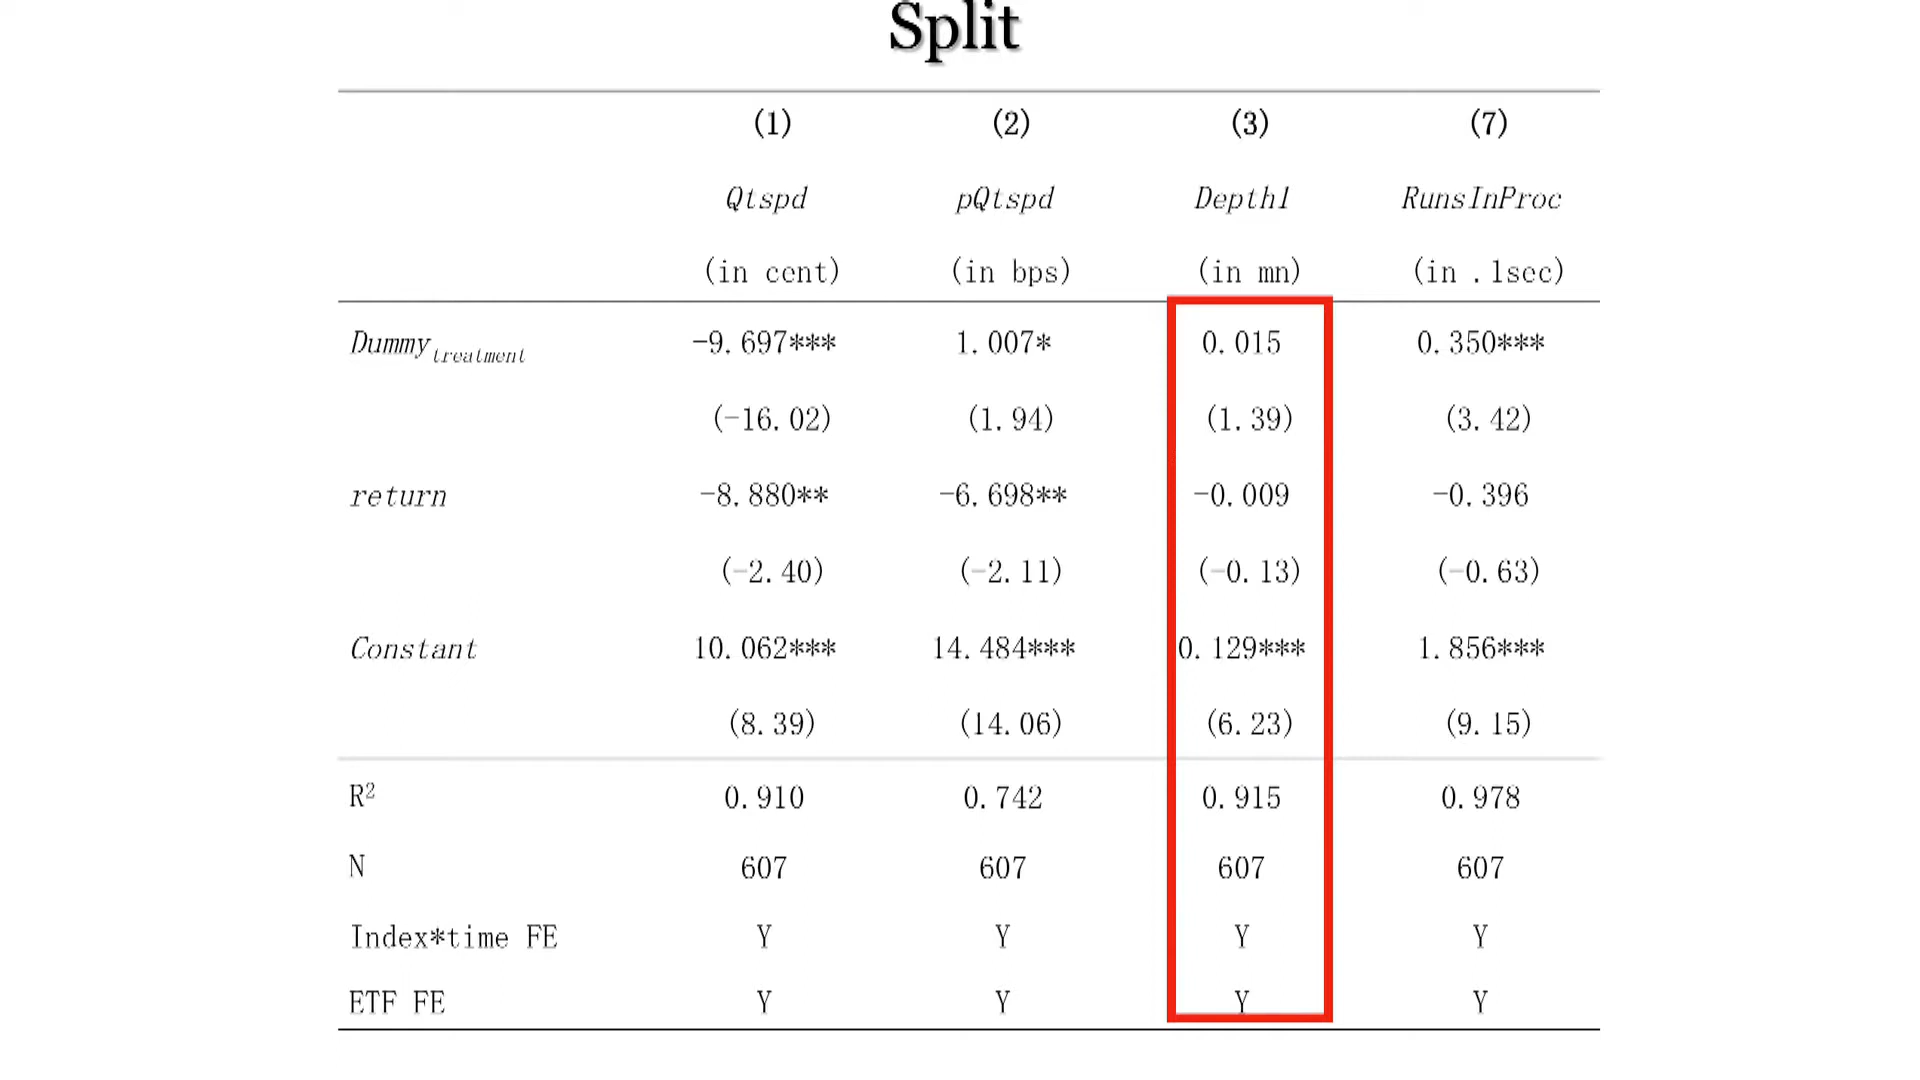 Split
(1) (2) (3) (7)
Qtspd pQtspd Depth1 RunsInProc
(in cent) (in bps) (in mn) (in .1sec)
Dummy treatment -9.697*** 1.007* 0.015 0.350***
(-16.02) (1.94) (1.39) (3.42)
return -8.880** -6.698** -0.009 -0.396
(-2.40) (-2.11) (-0.13) (-0.63)
Constant 10.062*** 14.484*** 0.129*** 1.856***
(8.39) (14.06) (6.23) (9.15)
R² 0.910 0.742 0.915 0.978
N 607 607 607 607
Index*time FE Y Y Y Y
ETF FE Y Y Y Y